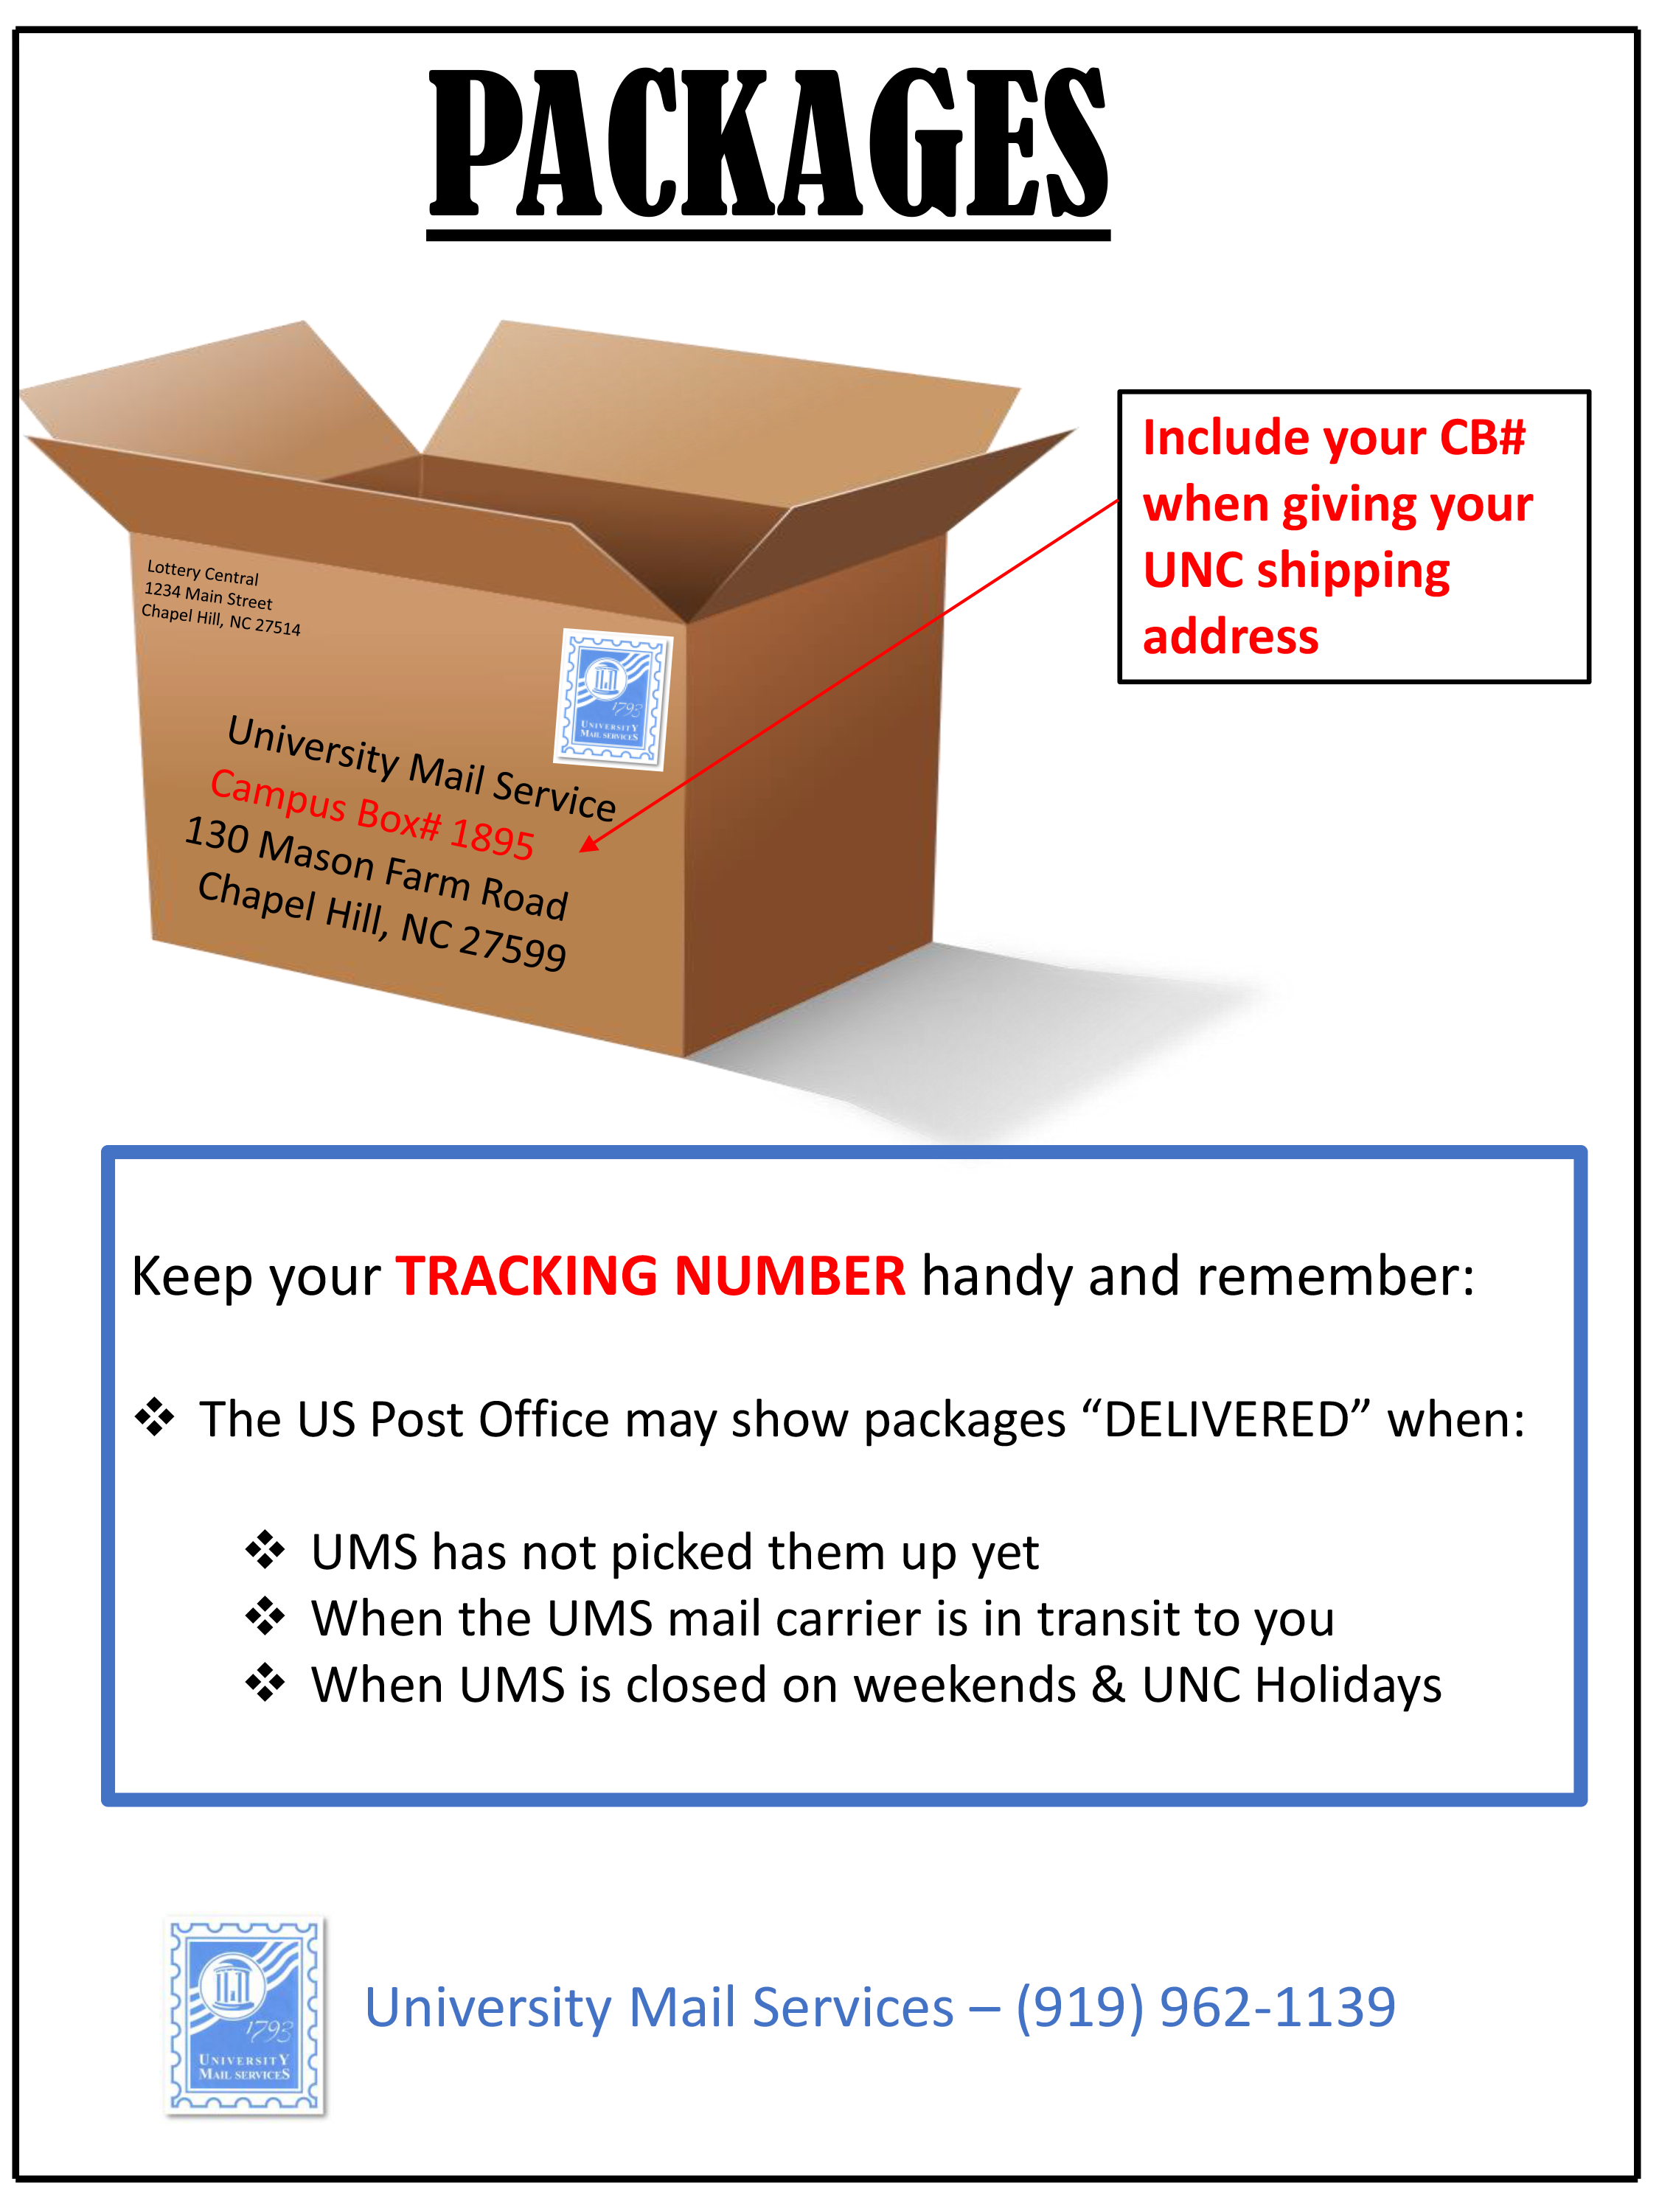 PACKAGES
Include your CB#
when giving your
UNC shipping
address
Lottery Central
1234 Main Street
Chapel Hill, NC 27514
1793
UNIVERSITY
MAIL SERVICES
University Mail Service
Campus Box# 1895
130 Mason Farm Road
Chapel Hill, NC 27599
Keep your TRACKING NUMBER handy and remember:
❖ The US Post Office may show packages “DELIVERED” when:
❖ UMS has not picked them up yet
❖ When the UMS mail carrier is in transit to you
❖ When UMS is closed on weekends & UNC Holidays
1793
UNIVERSITY
MAIL SERVICES
University Mail Services – (919) 962-1139